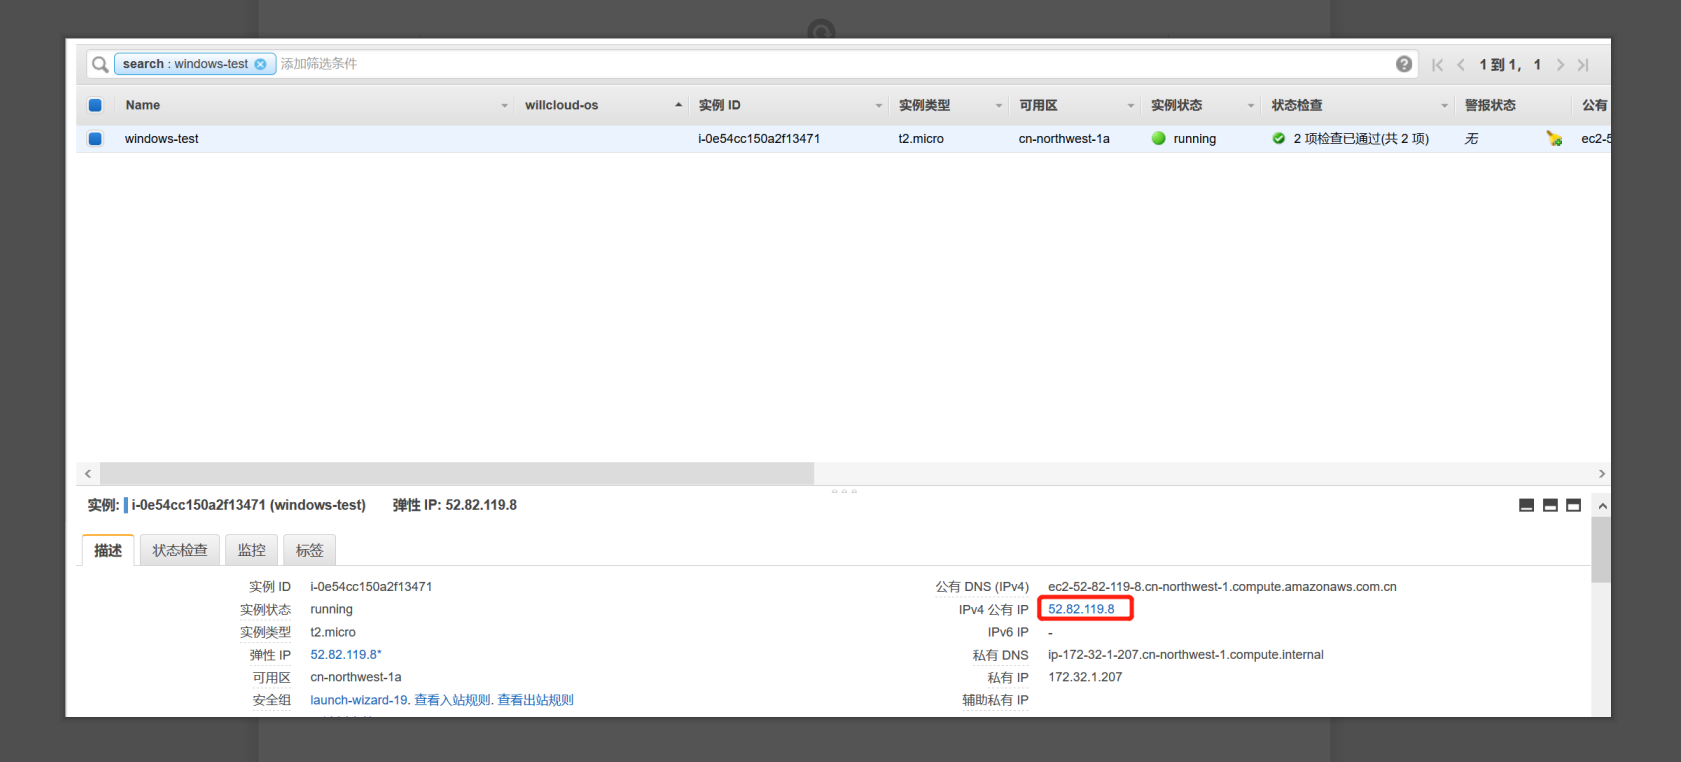 search : windows-test 添加筛选条件 1 到 1， 1
Name willcloud-os 实例 ID 实例类型 可用区 实例状态 状态检查 警报状态 公有
windows-test i-0e54cc150a2f13471 t2.micro cn-northwest-1a running 2 项检查已通过(共 2 项) 无 ec2-5
实例: i-0e54cc150a2f13471 (windows-test) 弹性 IP: 52.82.119.8
描述 状态检查 监控 标签
实例 ID i-0e54cc150a2f13471 公有 DNS (IPv4) ec2-52-82-119-8.cn-northwest-1.compute.amazonaws.com.cn
实例状态 running IPv4 公有 IP 52.82.119.8
实例类型 t2.micro IPv6 IP -
弹性 IP 52.82.119.8* 私有 DNS ip-172-32-1-207.cn-northwest-1.compute.internal
可用区 cn-northwest-1a 私有 IP 172.32.1.207
安全组 launch-wizard-19. 查看入站规则. 查看出站规则 辅助私有 IP